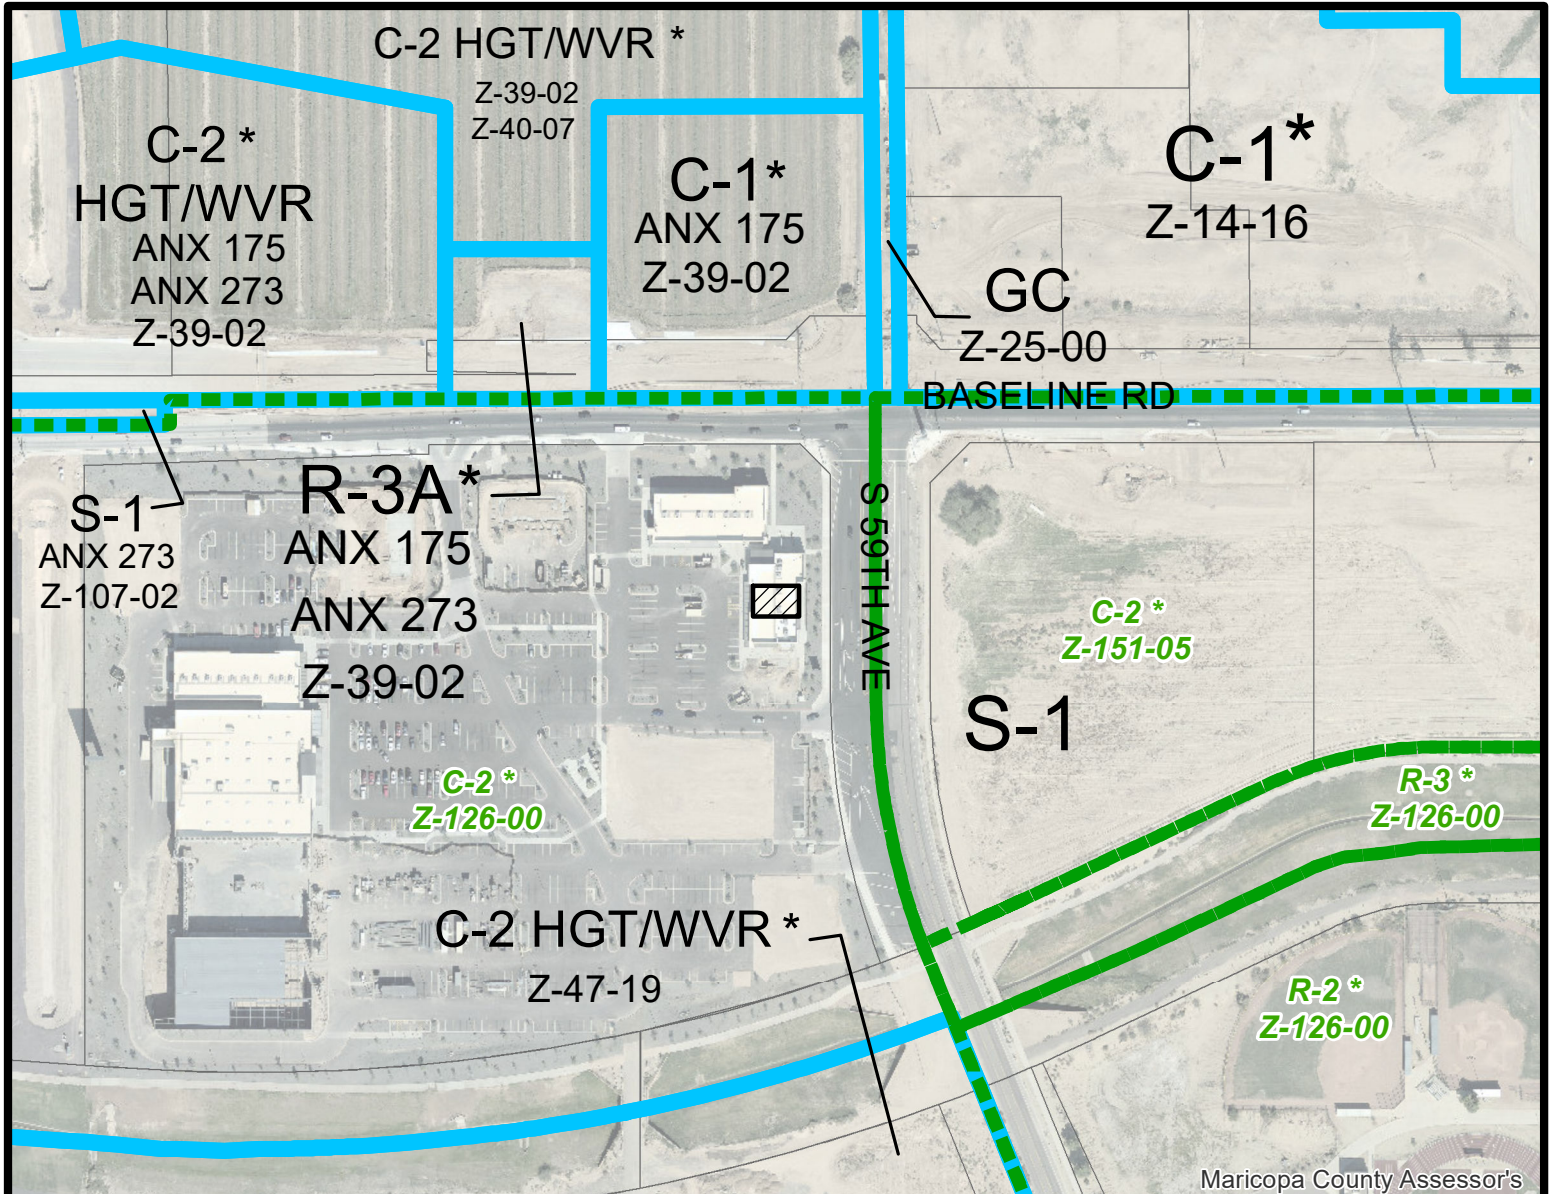 C-2 HGT/WVR *
Z-39-02
Z-40-07
C-2 *
HGT/WVR
ANX 175
ANX 273
Z-39-02
C-1*
ANX 175
Z-39-02
C-1*
Z-14-16
GC
Z-25-00
BASELINE RD
S-1
ANX 273
Z-107-02
R-3A *
ANX 175
ANX 273
Z-39-02
S 59TH AVE
C-2 *
Z-151-05
S-1
C-2 *
Z-126-00
R-3 *
Z-126-00
C-2 HGT/WVR *
Z-47-19
R-2 *
Z-126-00
Maricopa County Assessor's